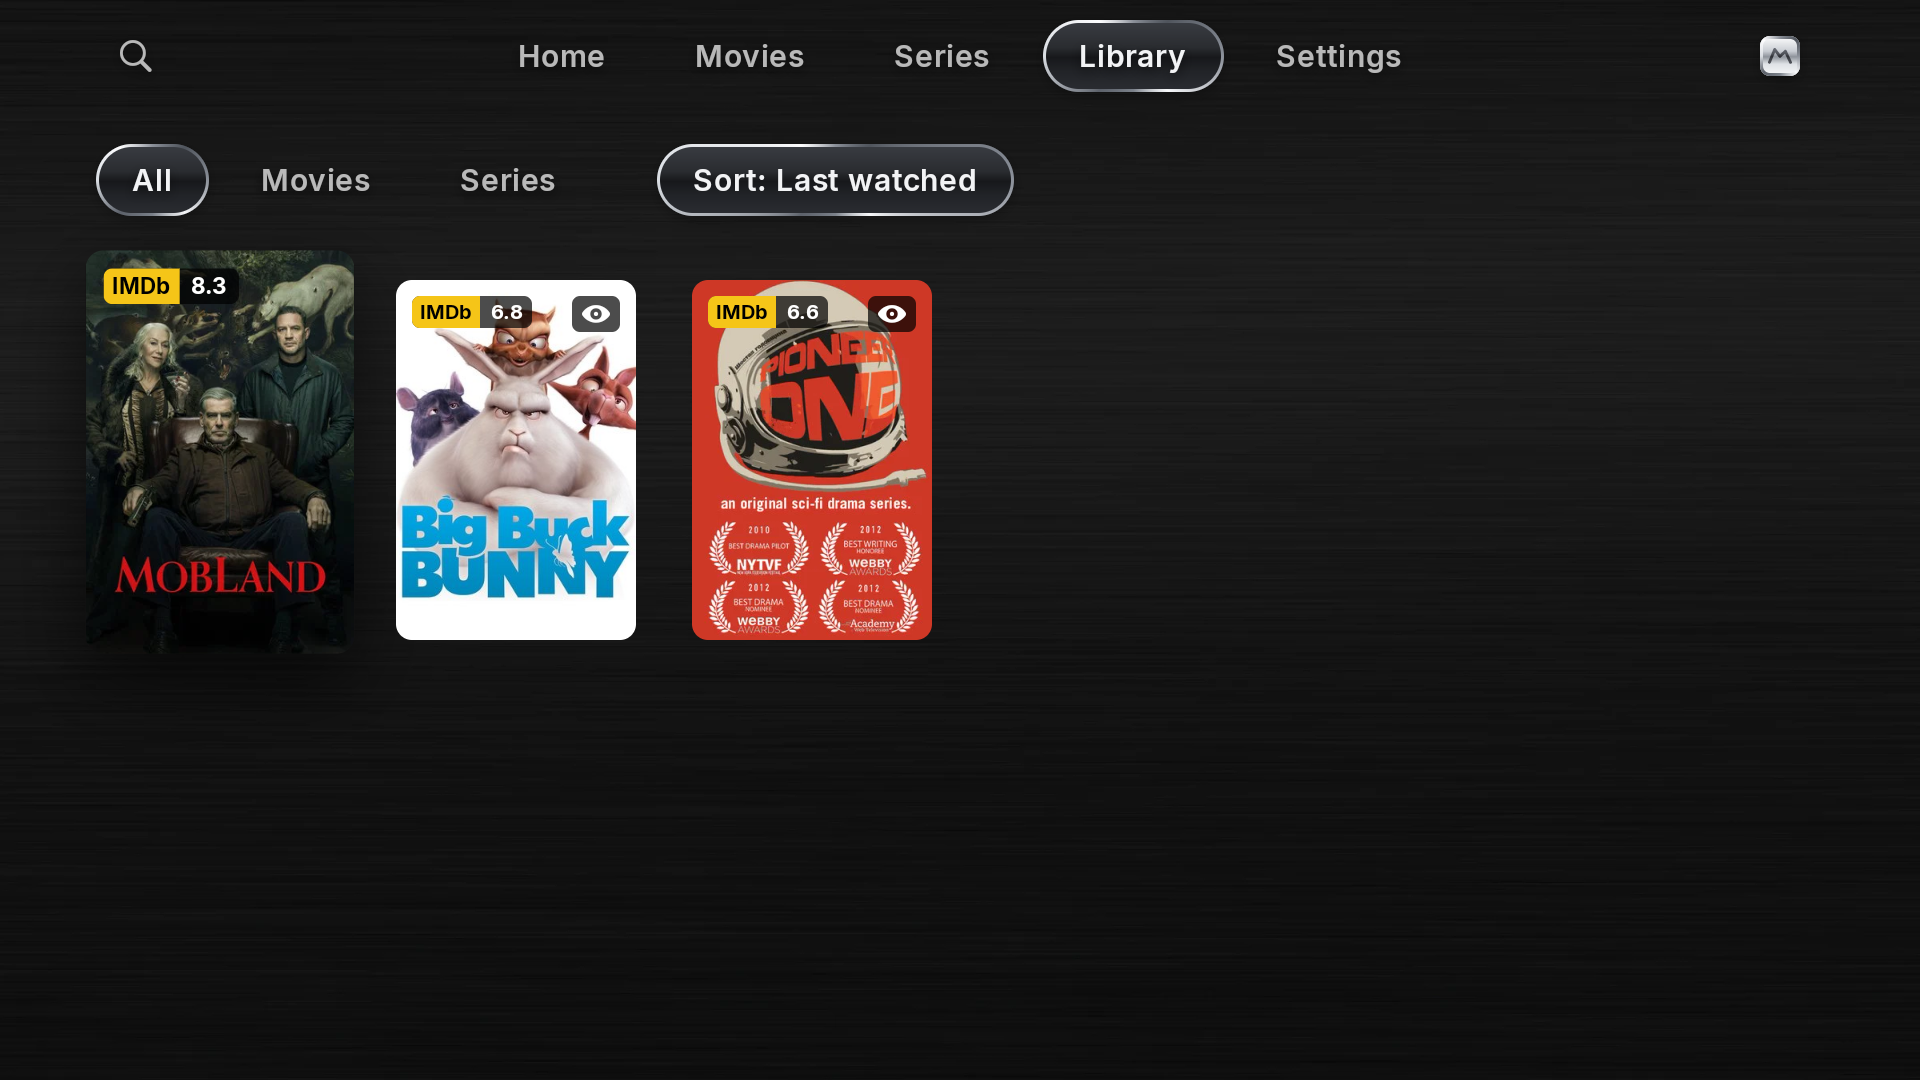 Home Movies Series Library Settings
All Movies Series Sort: Last watched
IMDb 8.3
MOBLAND
IMDb 6.8
Big Buck
BUNNY
IMDb 6.6
PIONEER
ONE
an original sci-fi drama series.
2010
BEST DRAMA PILOT
NYTVF
2012
BEST WRITING
HONOREE
WEBBY
AWARDS
2012
BEST DRAMA
NOMINEE
WEBBY
AWARDS
2012
BEST DRAMA
NOMINEE
Academy